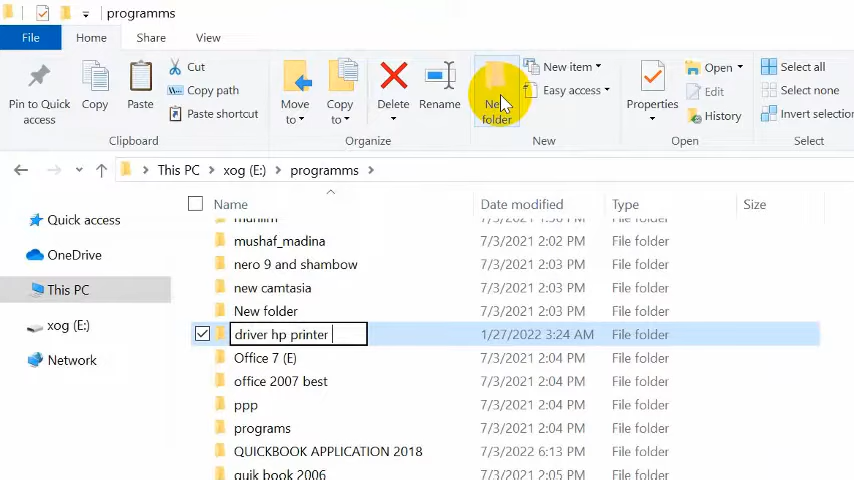 programms
File Home Share View
Pin to Quick access
Copy
Paste
Cut
Copy path
Paste shortcut
Clipboard
Move to
Copy to
Delete
Rename
Organize
New folder
New item
Easy access
New
Properties
Open
Edit
History
Open
Select all
Select none
Invert selection
Select
This PC > xog (E:) > programms >
Quick access
OneDrive
This PC
xog (E:)
Network
Name Date modified Type Size
mushaf_madina 7/3/2021 2:02 PM File folder
nero 9 and shambow 7/3/2021 2:03 PM File folder
new camtasia 7/3/2021 2:03 PM File folder
New folder 7/3/2021 2:03 PM File folder
driver hp printer 1/27/2022 3:24 AM File folder
Office 7 (E) 7/3/2021 2:04 PM File folder
office 2007 best 7/3/2021 2:04 PM File folder
ppp 7/3/2021 2:04 PM File folder
programs 7/3/2021 2:04 PM File folder
QUICKBOOK APPLICATION 2018 7/3/2022 6:13 PM File folder
quik book 2006 7/3/2021 2:05 PM File folder